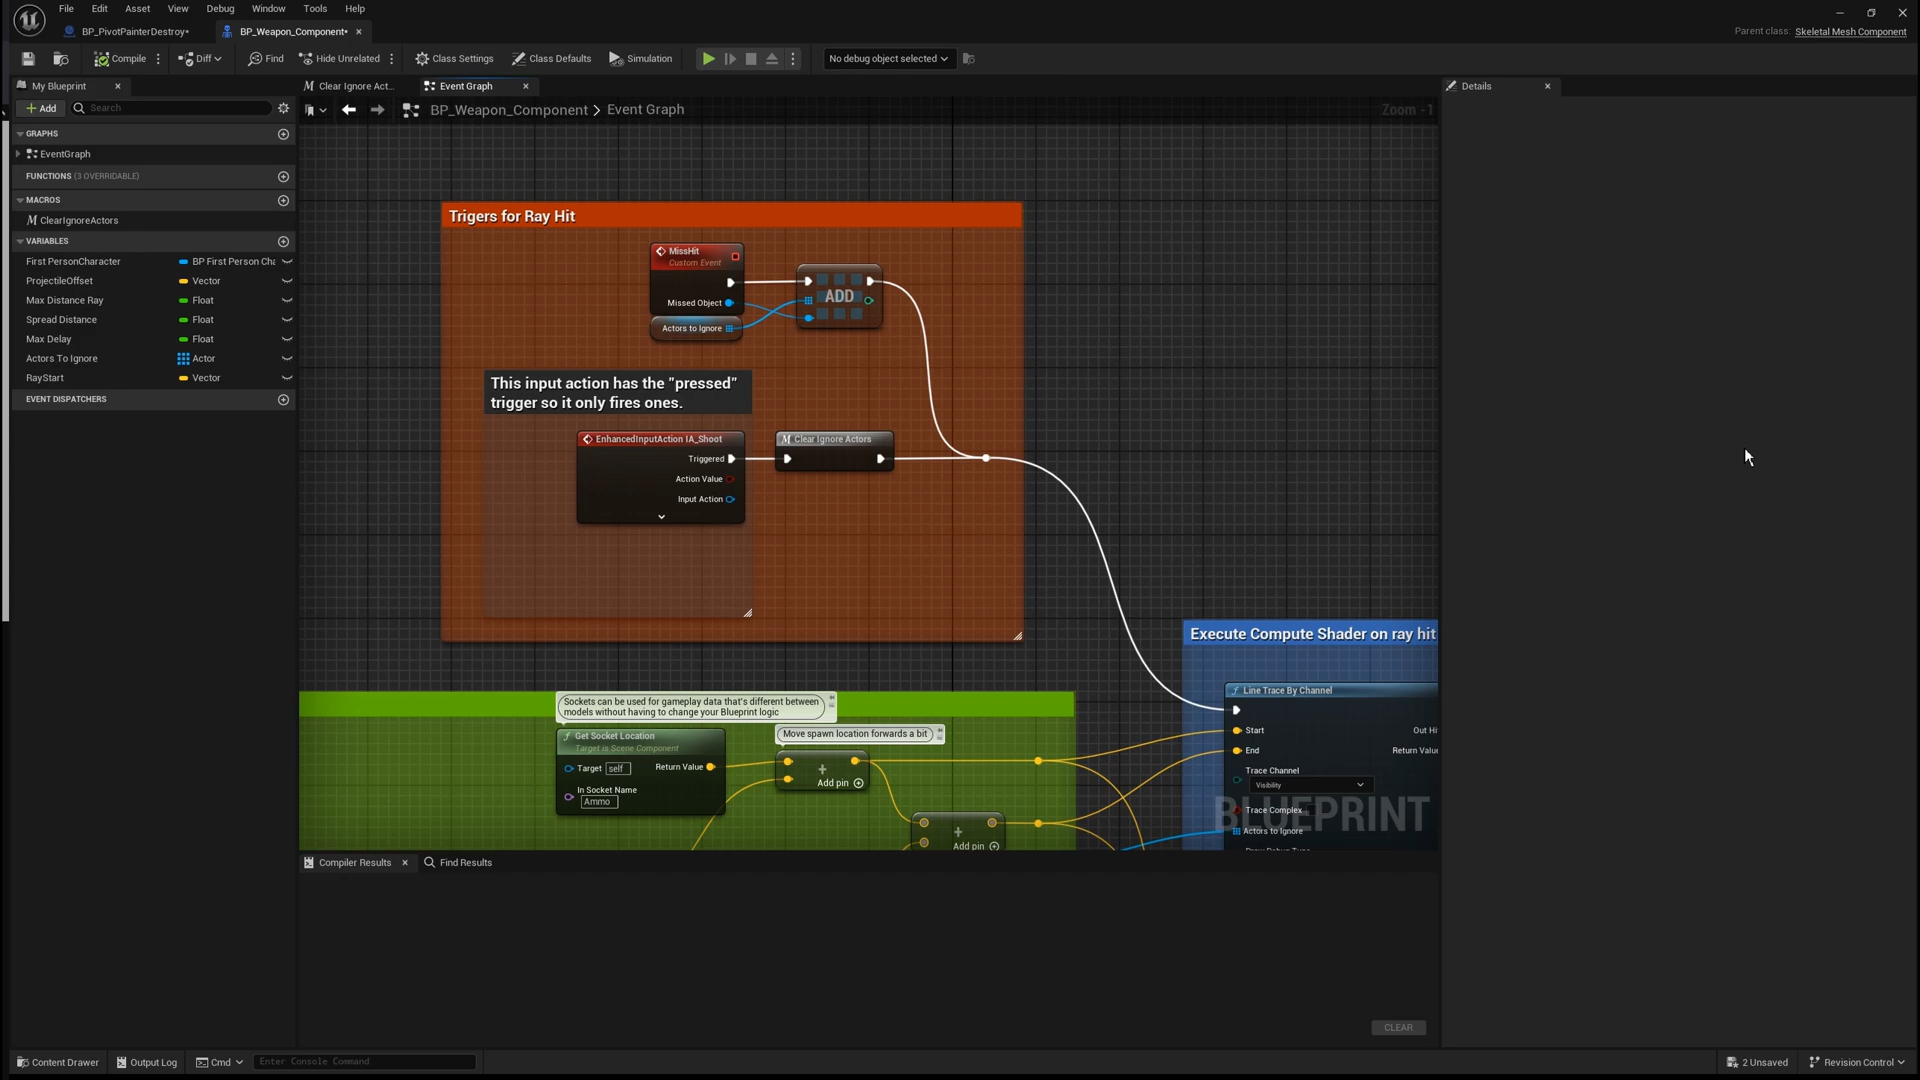 File Edit Asset View Debug Window Tools Help
BP_PivotPainterDestroy•
BP_Weapon_Component•
Parent class: Skeletal Mesh Component
Compile
Diff
Find
Hide Unrelated
Class Settings
Class Defaults
Simulation
No debug object selected
My Blueprint
Clear Ignore Act...
Event Graph
Details
Add
Search
BP_Weapon_Component > Event Graph
Zoom -1
GRAPHS
EventGraph
FUNCTIONS (3 OVERRIDABLE)
MACROS
ClearIgnoreActors
VARIABLES
First PersonCharacter BP First Person Cha
ProjectileOffset Vector
Max Distance Ray Float
Spread Distance Float
Max Delay Float
Actors To Ignore Actor
RayStart Vector
EVENT DISPATCHERS
Trigers for Ray Hit
MissHit
Custom Event
Missed Object
Actors to Ignore
ADD
This input action has the "pressed"
trigger so it only fires ones.
EnhancedInputAction IA_Shoot
Triggered
Action Value
Input Action
Clear Ignore Actors
Execute Compute Shader on ray hit
Line Trace By Channel
Start
Out Hi
End
Return Value
Trace Channel
Visibility
Trace Complex
Actors to Ignore
BLUEPRINT
Sockets can be used for gameplay data that's different between
models without having to change your Blueprint logic
Get Socket Location
Target is Scene Component
Target self
Return Value
In Socket Name
Ammo
Move spawn location forwards a bit
Add pin
Add pin
Compiler Results
Find Results
CLEAR
Content Drawer
Output Log
Cmd
Enter Console Command
2 Unsaved
Revision Control